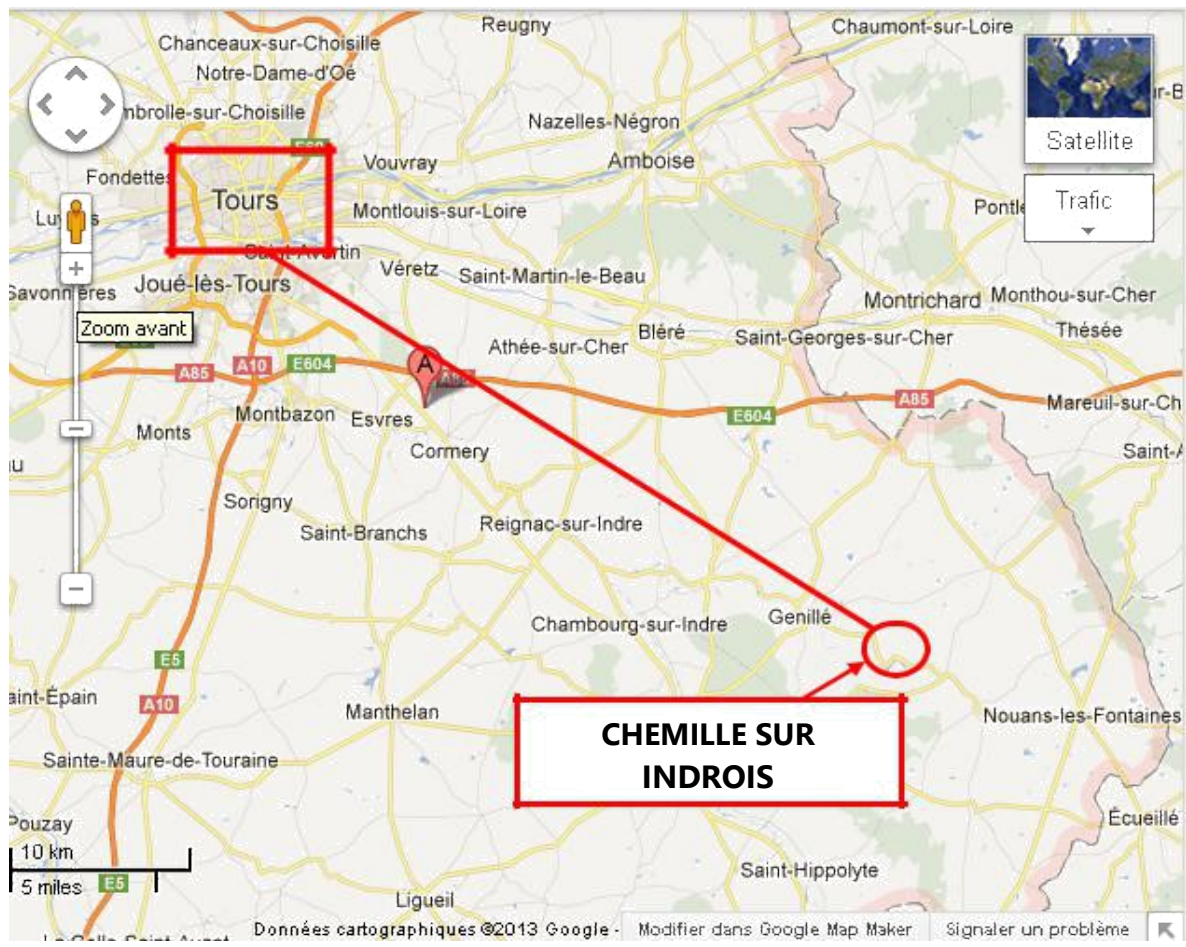 Reugny
Chaumont-sur-Loire
Chanceaux-sur-Choisille
Notre-Dame-d'Oé
mbrolle-sur-Choisille
Nazelles-Négron
Satellite
Vouvray
Amboise
Fondettes
Tours
Montlouis-sur-Loire
Trafic
Saint-Avertin
Véretz
Saint-Martin-le-Beau
Joué-lès-Tours
Montrichard
Monthou-sur-Cher
Zoom avant
Bléré
Saint-Georges-sur-Cher
Thésée
Athée-sur-Cher
A
A85
A10
E604
A85
E604
Mareuil-sur-Ch
Montbazon
Esvres
Monts
Cormery
Sorigny
Reignac-sur-Indre
Saint-Branchs
Chambourg-sur-Indre
Genillé
E5
aint-Épain
A10
Manthelan
Nouans-les-Fontaines
CHEMILLE SUR
INDROIS
Sainte-Maure-de-Touraine
Pouzay
Écueillé
10 km
5 miles
E5
Saint-Hippolyte
Ligueil
Données cartographiques ©2013 Google -
Modifier dans Google Map Maker
Signaler un problème